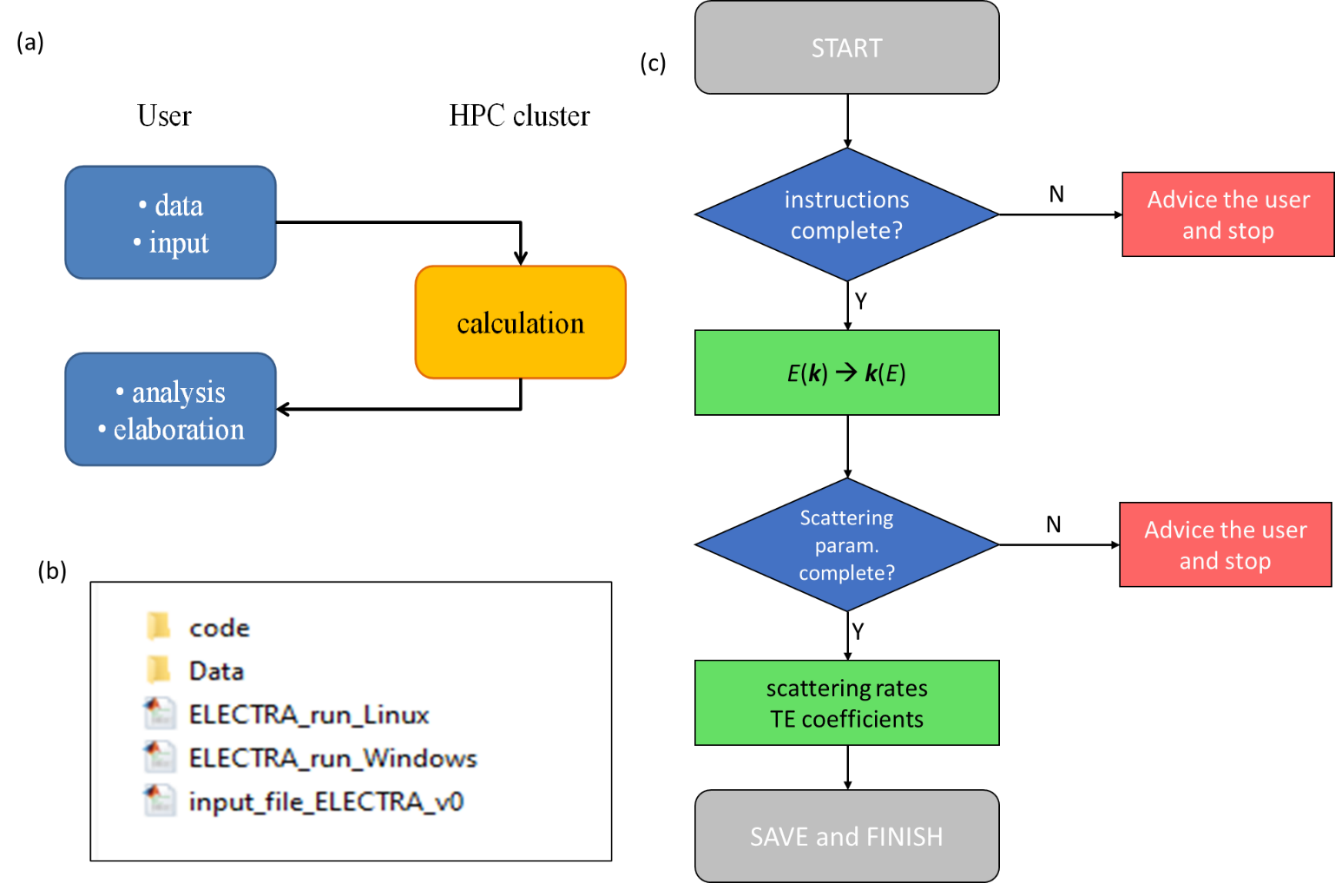 (a)
User
HPC cluster
• data
• input
calculation
• analysis
• elaboration
(b)
code
Data
ELECTRA_run_Linux
ELECTRA_run_Windows
input_file_ELECTRA_v0
(c)
START
instructions
complete?
N
Advice the user
and stop
Y
E(k) → k(E)
Scattering
param.
complete?
N
Advice the user
and stop
Y
scattering rates
TE coefficients
SAVE and FINISH